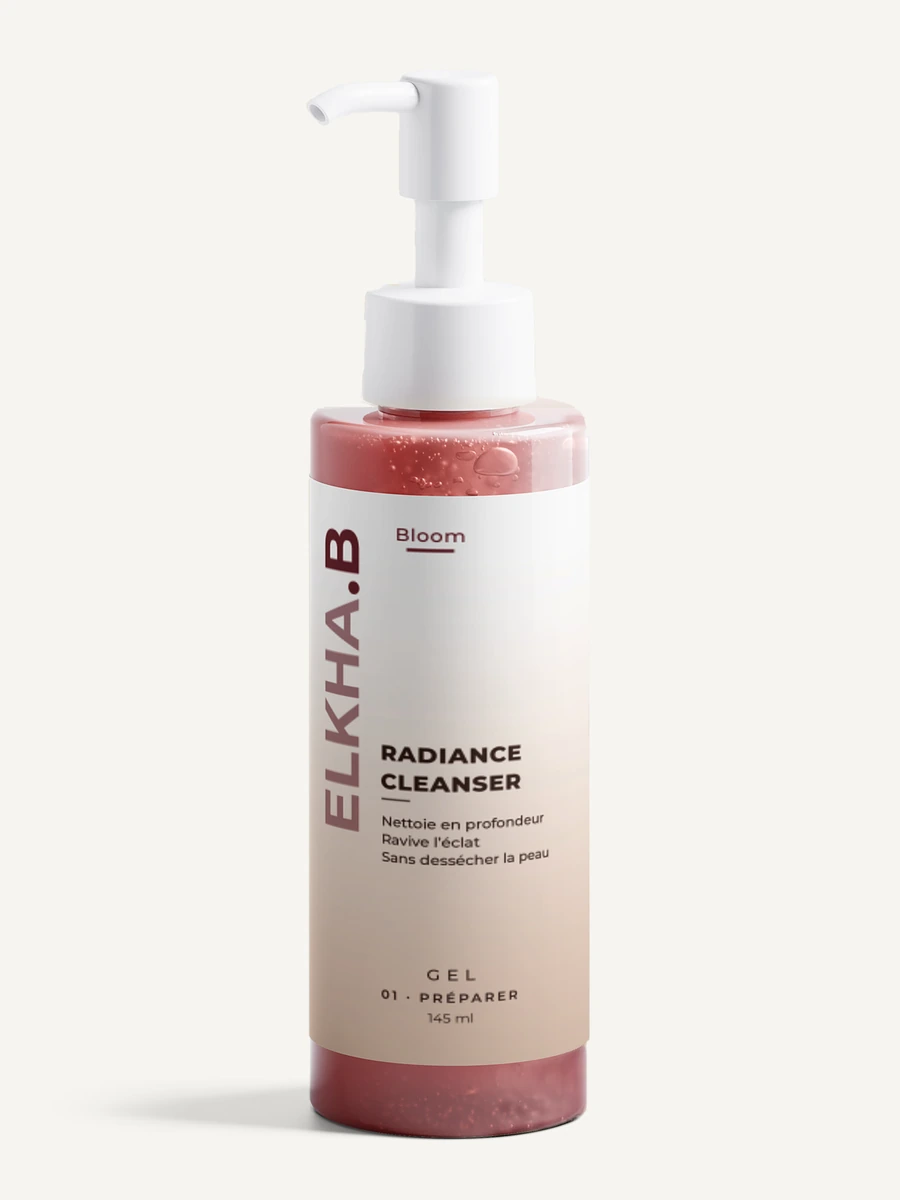 ELKHA.B
Bloom
RADIANCE
CLEANSER
Nettoie en profondeur
Ravive l'éclat
Sans dessécher la peau
GEL
01 · PRÉPARER
145 ml